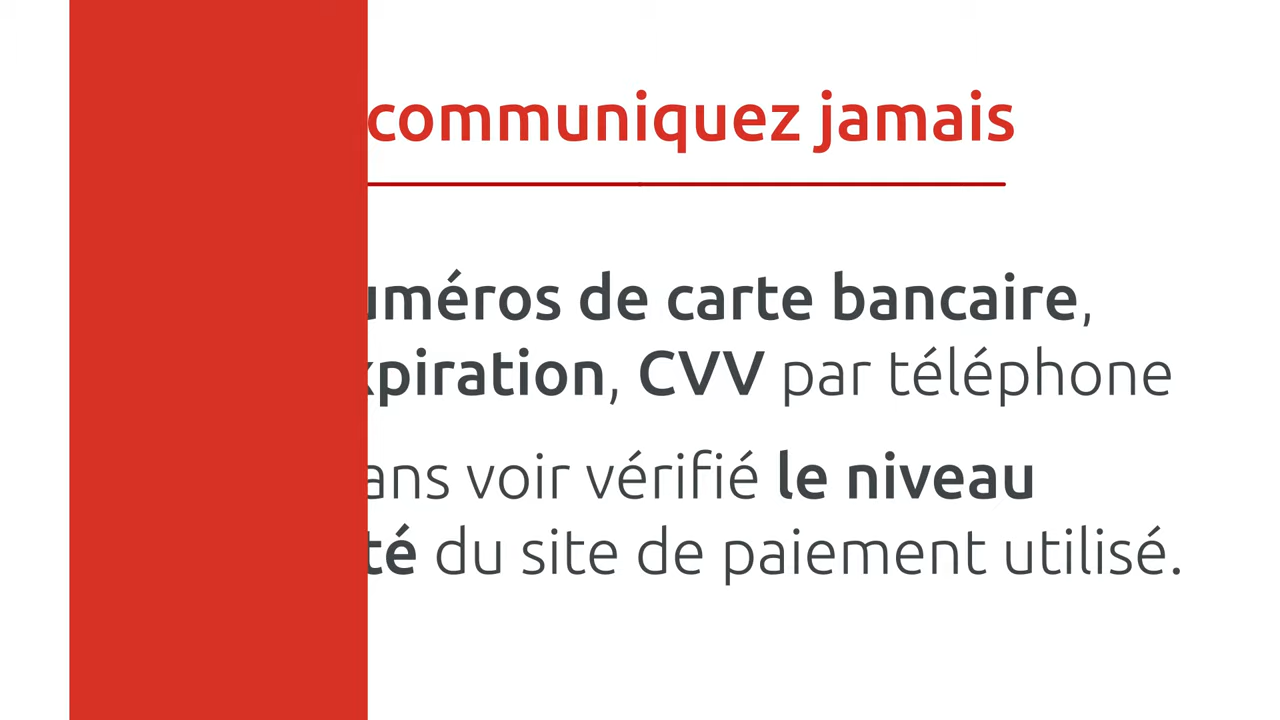 communiquez jamais
uméros de carte bancaire,
xpiration, CVV par téléphone
ans voir vérifié le niveau
té du site de paiement utilisé.